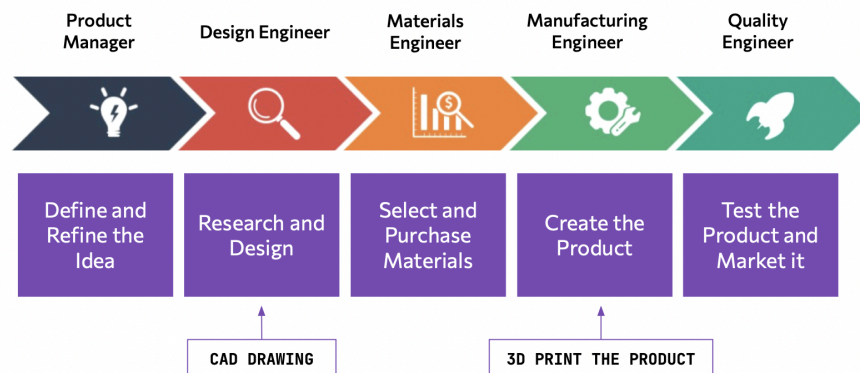 Product
Manager
Design Engineer
Materials
Engineer
Manufacturing
Engineer
Quality
Engineer
$
Define and
Refine the
Idea
Research and
Design
Select and
Purchase
Materials
Create the
Product
Test the
Product and
Market it
CAD DRAWING
3D PRINT THE PRODUCT